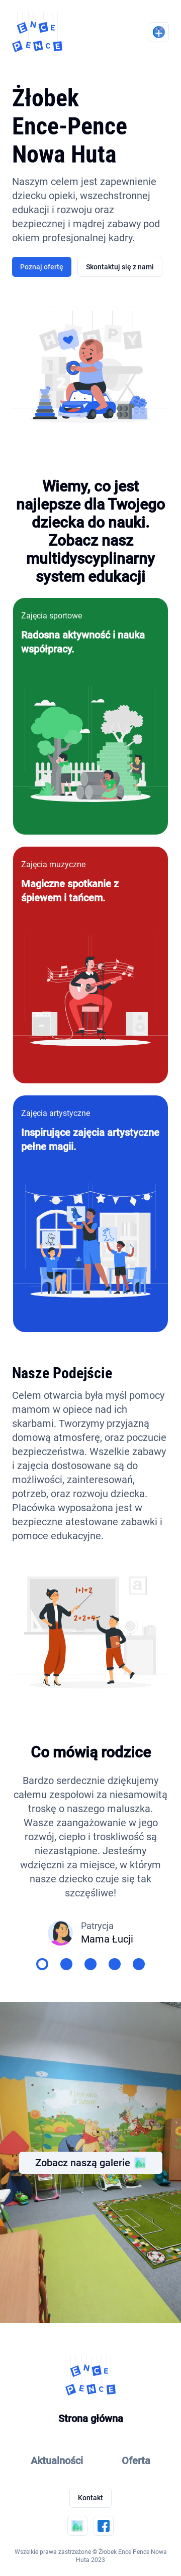 ENCE
PENCE
Żłobek
Ence-Pence
Nowa Huta
Naszym celem jest zapewnienie
dziecku opieki, wszechstronnej
edukacji i rozwoju oraz
bezpiecznej i mądrej zabawy pod
okiem profesjonalnej kadry.
Poznaj ofertę
Skontaktuj się z nami
HAPPY
Wiemy, co jest
najlepsze dla Twojego
dziecka do nauki.
Zobacz nasz
multidyscyplinarny
system edukacji
Zajęcia sportowe
Radosna aktywność i nauka
współpracy.
Zajęcia muzyczne
Magiczne spotkanie z
śpiewem i tańcem.
Zajęcia artystyczne
Inspirujące zajęcia artystyczne
pełne magii.
Nasze Podejście
Celem otwarcia była myśl pomocy
mamom w opiece nad ich
skarbami. Tworzymy przyjazną
domową atmosferę, oraz poczucie
bezpieczeństwa. Wszelkie zabawy
i zajęcia dostosowane są do
możliwości, zainteresowań,
potrzeb, oraz rozwoju dziecka.
Placówka wyposażona jest w
bezpieczne atestowane zabawki i
pomoce edukacyjne.
a
1+1=2
2+2=4
Co mówią rodzice
Bardzo serdecznie dziękujemy
całemu zespołowi za niesamowitą
troskę o naszego maluszka.
Wasze zaangażowanie w jego
rozwój, ciepło i troskliwość są
niezastąpione. Jesteśmy
wdzięczni za miejsce, w którym
nasze dziecko czuje się tak
szczęśliwe!
Patrycja
Mama Łucji
Zobacz naszą galerie
ENCE
PENCE
Strona główna
Aktualności
Oferta
Kontakt
Wszelkie prawa zastrzeżone © Żłobek Ence Pence Nowa
Huta 2023